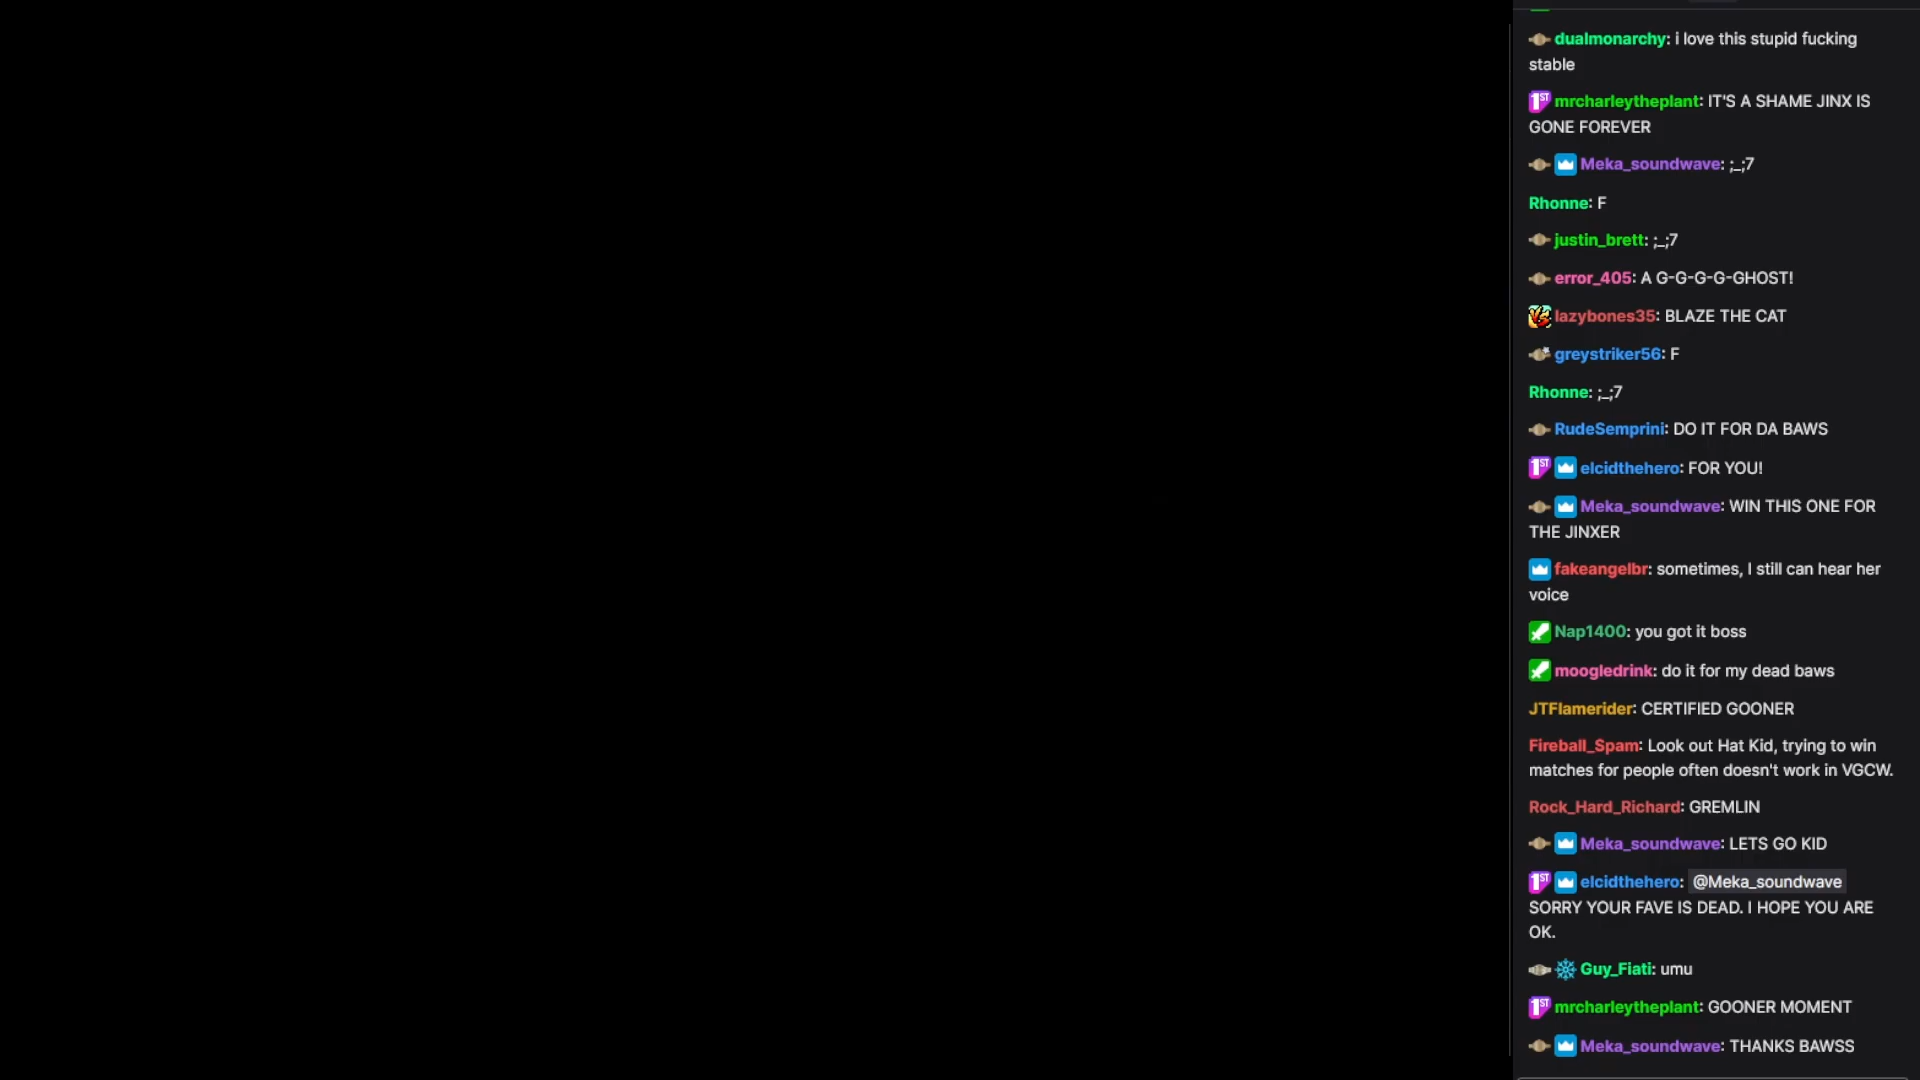 dualmonarchy: i love this stupid fucking
stable
1ST mrcharleytheplant: IT'S A SHAME JINX IS
GONE FOREVER
Meka_soundwave: ;_;7
Rhonne: F
justin_brett: ;_;7
error_405: A G-G-G-G-GHOST!
VS lazybones35: BLAZE THE CAT
greystriker56: F
Rhonne: ;_;7
RudeSemprini: DO IT FOR DA BAWS
1ST elcidthehero: FOR YOU!
Meka_soundwave: WIN THIS ONE FOR
THE JINXER
fakeangelbr: sometimes, I still can hear her
voice
Nap1400: you got it boss
moogledrink: do it for my dead baws
JTFlamerider: CERTIFIED GOONER
Fireball_Spam: Look out Hat Kid, trying to win
matches for people often doesn't work in VGCW.
Rock_Hard_Richard: GREMLIN
Meka_soundwave: LETS GO KID
1ST elcidthehero: @Meka_soundwave
SORRY YOUR FAVE IS DEAD. I HOPE YOU ARE
OK.
Guy_Fiati: umu
1ST mrcharleytheplant: GOONER MOMENT
Meka_soundwave: THANKS BAWSS